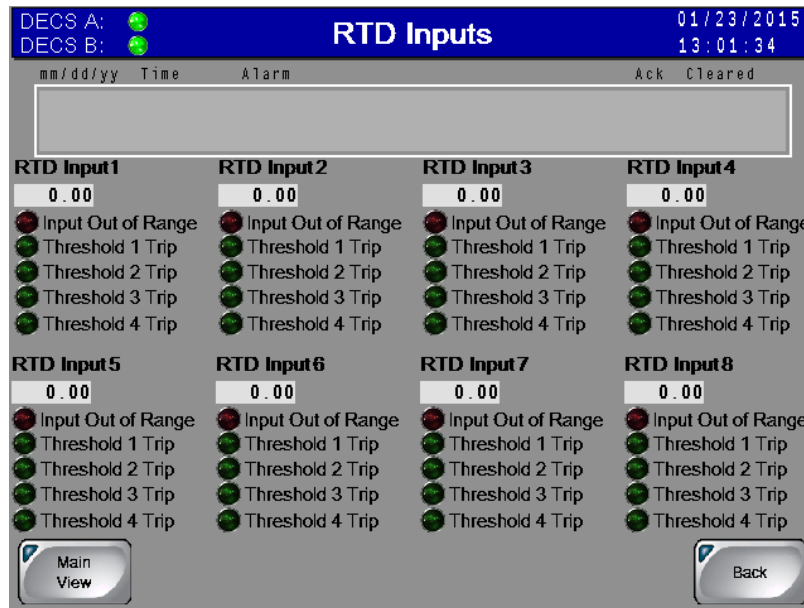 DECS A:
DECS B:
RTD Inputs
01/23/2015
13:01:34
mm/dd/yy Time Alarm Ack Cleared
RTD Input1 RTD Input2 RTD Input3 RTD Input4
0.00 0.00 0.00 0.00
Input Out of Range Input Out of Range Input Out of Range Input Out of Range
Threshold 1 Trip Threshold 1 Trip Threshold 1 Trip Threshold 1 Trip
Threshold 2 Trip Threshold 2 Trip Threshold 2 Trip Threshold 2 Trip
Threshold 3 Trip Threshold 3 Trip Threshold 3 Trip Threshold 3 Trip
Threshold 4 Trip Threshold 4 Trip Threshold 4 Trip Threshold 4 Trip
RTD Input5 RTD Input6 RTD Input7 RTD Input8
0.00 0.00 0.00 0.00
Input Out of Range Input Out of Range Input Out of Range Input Out of Range
Threshold 1 Trip Threshold 1 Trip Threshold 1 Trip Threshold 1 Trip
Threshold 2 Trip Threshold 2 Trip Threshold 2 Trip Threshold 2 Trip
Threshold 3 Trip Threshold 3 Trip Threshold 3 Trip Threshold 3 Trip
Threshold 4 Trip Threshold 4 Trip Threshold 4 Trip Threshold 4 Trip
Main
View
Back